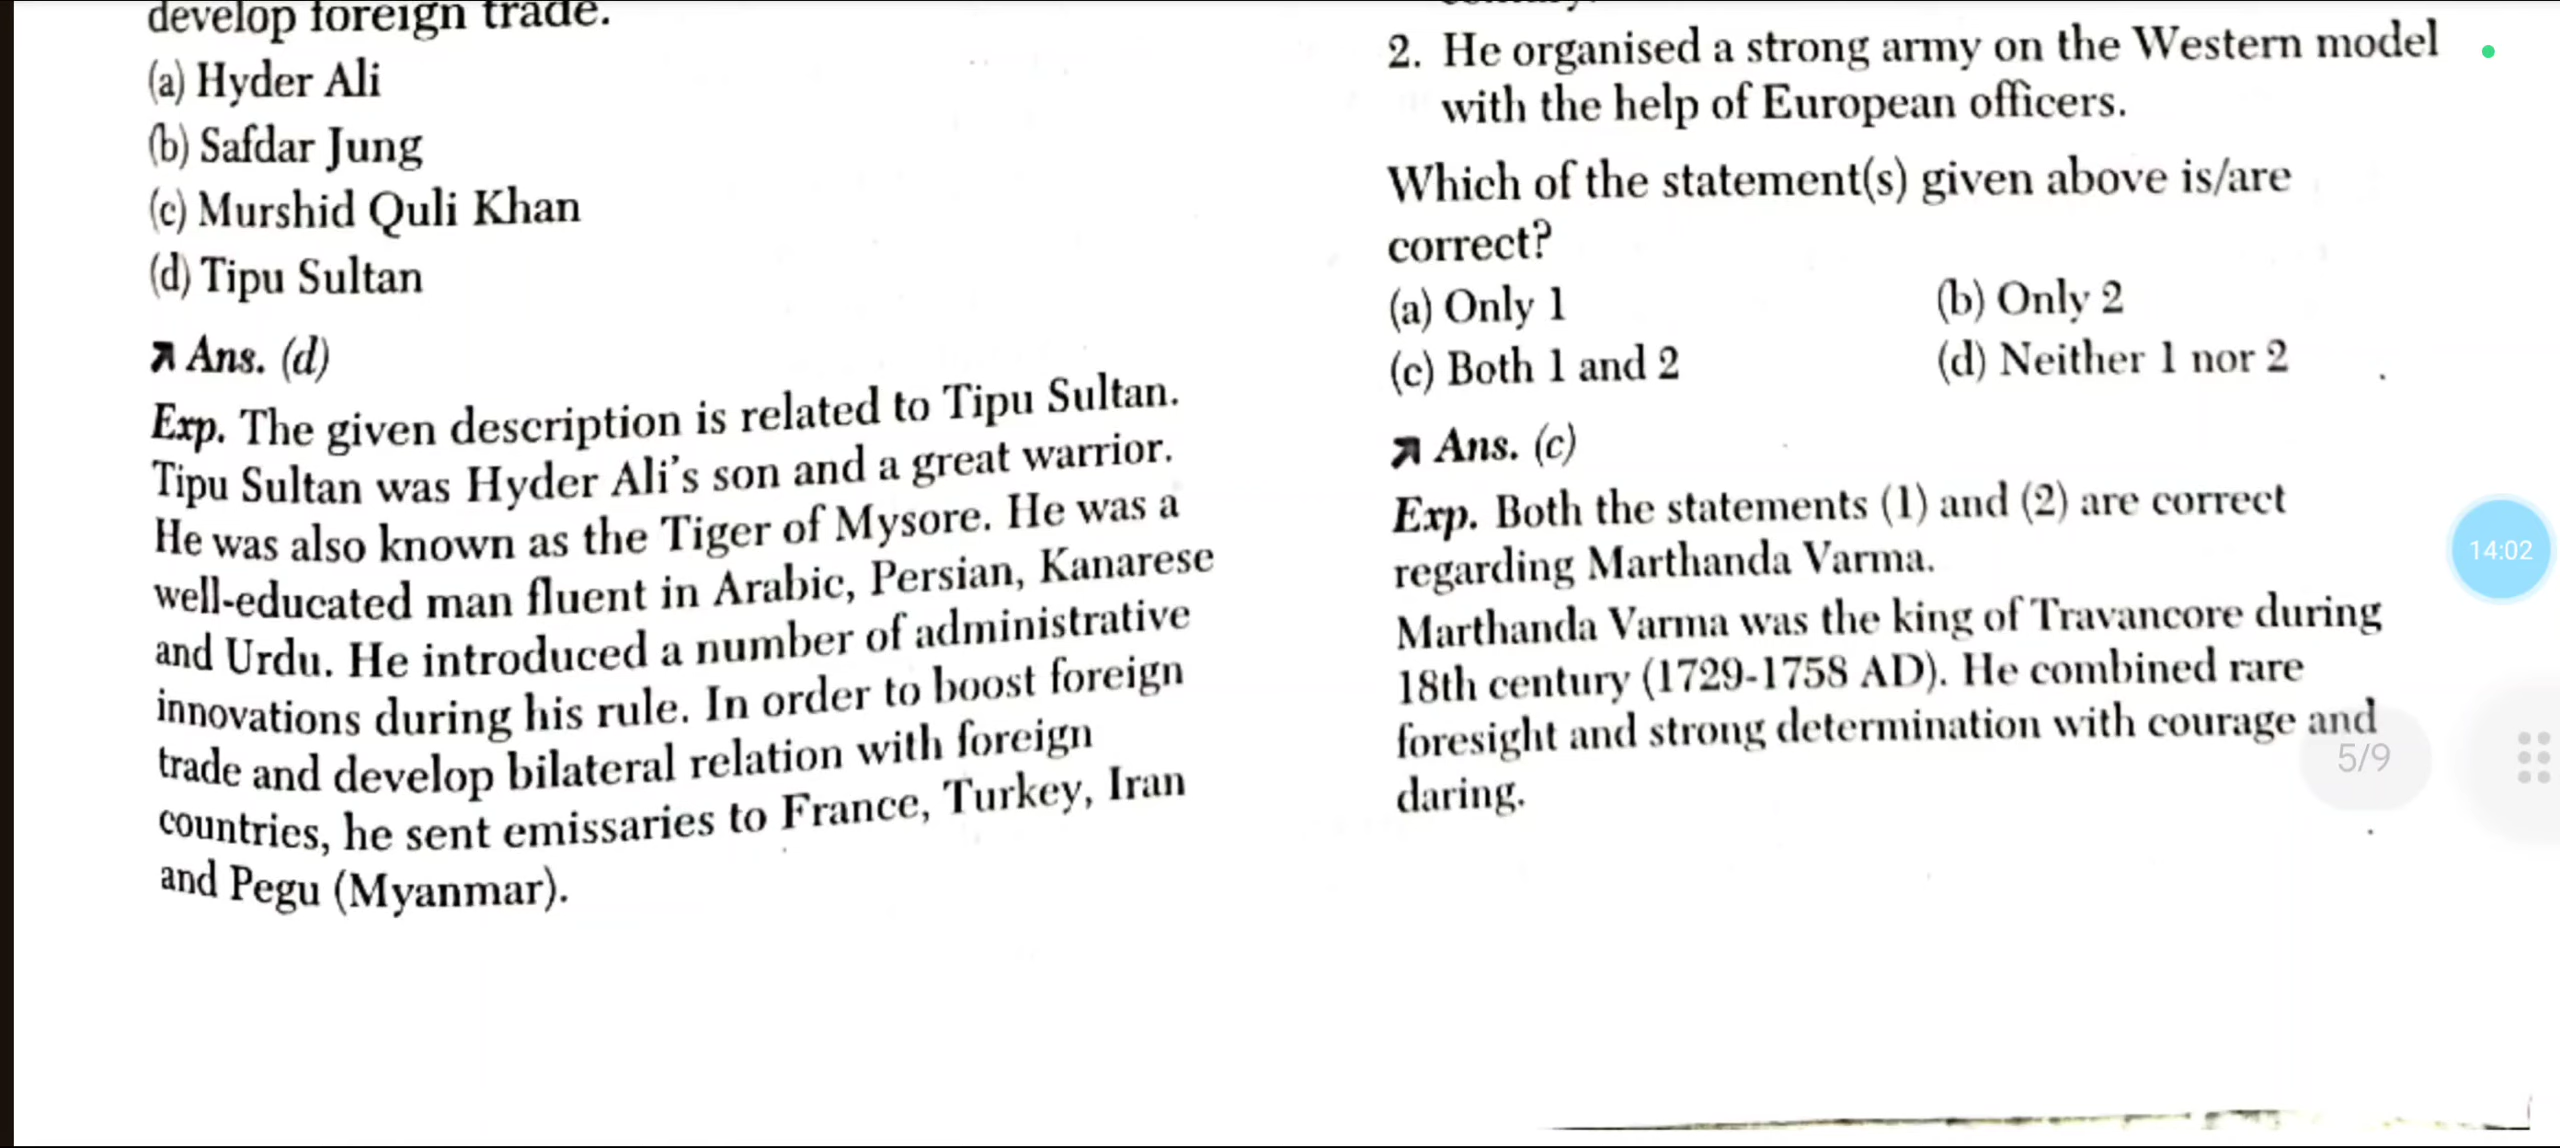 develop foreign trade.
(a) Hyder Ali
(b) Safdar Jung
(c) Murshid Quli Khan
(d) Tipu Sultan
Ans. (d)
Exp. The given description is related to Tipu Sultan.
Tipu Sultan was Hyder Ali's son and a great warrior.
He was also known as the Tiger of Mysore. He was a
well-educated man fluent in Arabic, Persian, Kanarese
and Urdu. He introduced a number of administrative
innovations during his rule. In order to boost foreign
trade and develop bilateral relation with foreign
countries, he sent emissaries to France, Turkey, Iran
and Pegu (Myanmar).
2. He organised a strong army on the Western model
with the help of European officers.
Which of the statement(s) given above is/are
correct?
(a) Only 1 (b) Only 2
(c) Both 1 and 2 (d) Neither 1 nor 2
Ans. (c)
Exp. Both the statements (1) and (2) are correct
regarding Marthanda Varma.
Marthanda Varma was the king of Travancore during
18th century (1729-1758 AD). He combined rare
foresight and strong determination with courage and
daring.
14:02
5/9